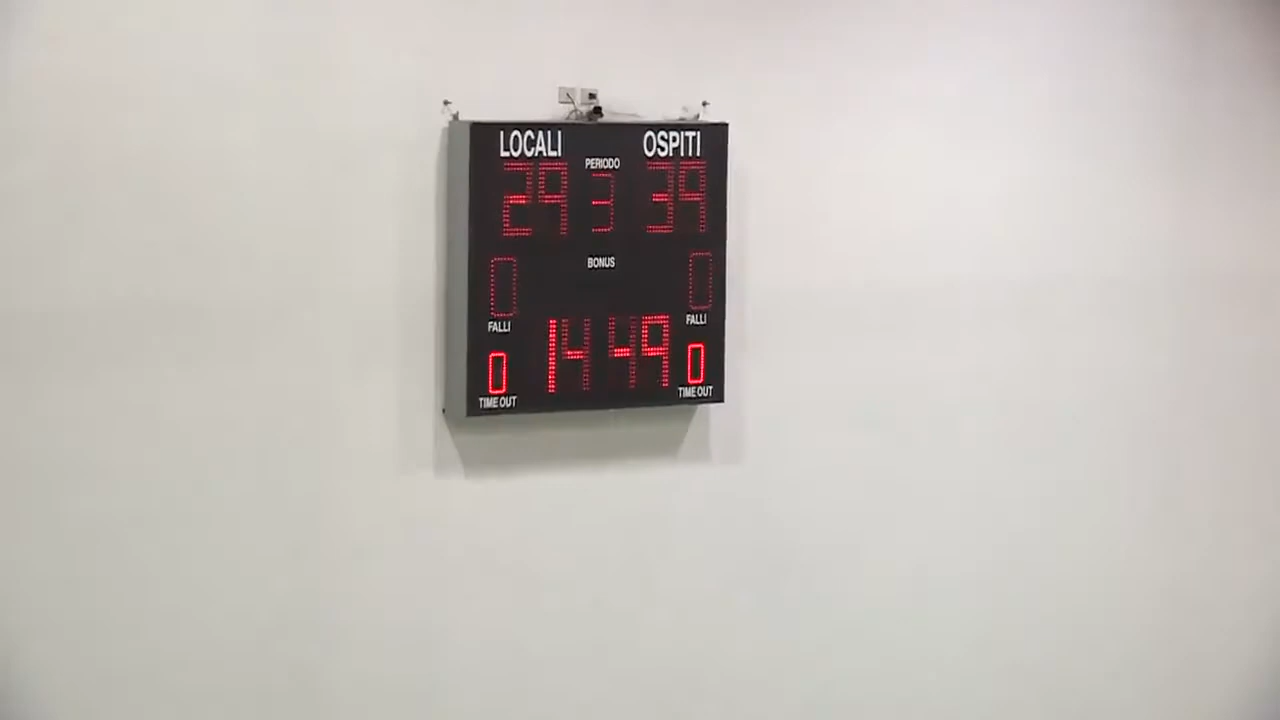 LOCALI OSPITI
PERIODO
29 3 39
BONUS
0 0
FALLI FALLI
14 49
0 0
TIME OUT TIME OUT